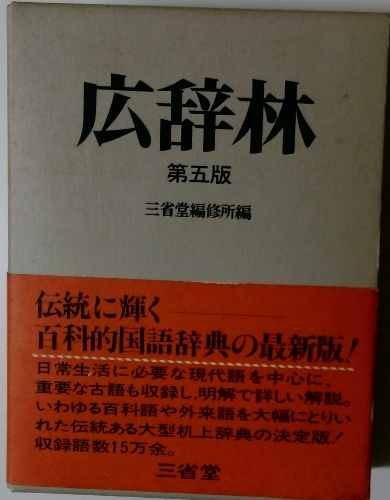 広辞林
第五版
三省堂編修所編
伝統に輝く
百科的国語辞典の最新版!
日常生活に必要な現代語を中心に、
重要な古語も収録し、明解で詳しい解説。
いわゆる百科語や外来語を大幅にとりい
れた伝統ある大型机上辞典の決定版!
収録語数15万余。
三省堂